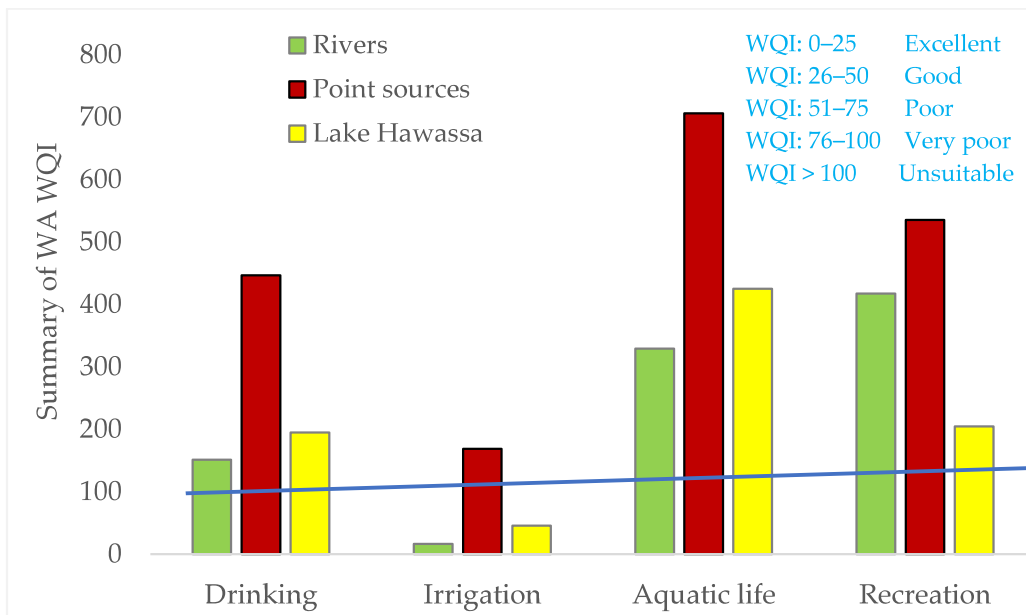 Summary of WA WQI
800
700
600
500
400
300
200
100
0
Rivers
Point sources
Lake Hawassa
WQI: 0–25 Excellent
WQI: 26–50 Good
WQI: 51–75 Poor
WQI: 76–100 Very poor
WQI > 100 Unsuitable
Drinking
Irrigation
Aquatic life
Recreation